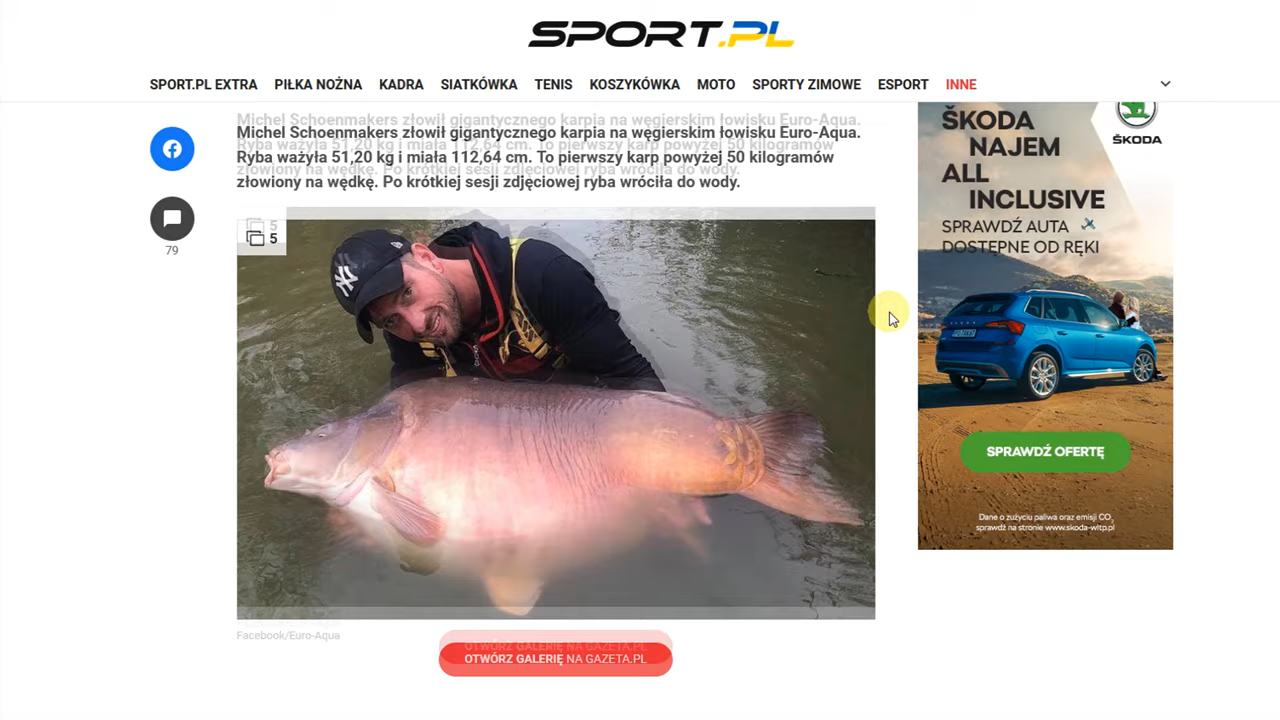 SPORT.PL
SPORT.PL EXTRA PIŁKA NOŻNA KADRA SIATKÓWKA TENIS KOSZYKÓWKA MOTO SPORTY ZIMOWE ESPORT INNE
Michel Schoenmakers złowił gigantycznego karpia na węgierskim łowisku Euro-Aqua.
Ryba ważyła 51,20 kg i miała 112,64 cm. To pierwszy karp powyżej 50 kilogramów
złowiony na wędkę. Po krótkiej sesji zdjęciowej ryba wróciła do wody.
79
5
Facebook/Euro-Aqua
OTWÓRZ GALERIĘ NA GAZETA.PL
ŠKODA
NAJEM
ALL
INCLUSIVE
SPRAWDŹ AUTA
DOSTĘPNE OD RĘKI
ŠKODA
SPRAWDŹ OFERTĘ
Dane o zużyciu paliwa oraz emisji CO₂
sprawdź na stronie www.skoda-wltp.pl